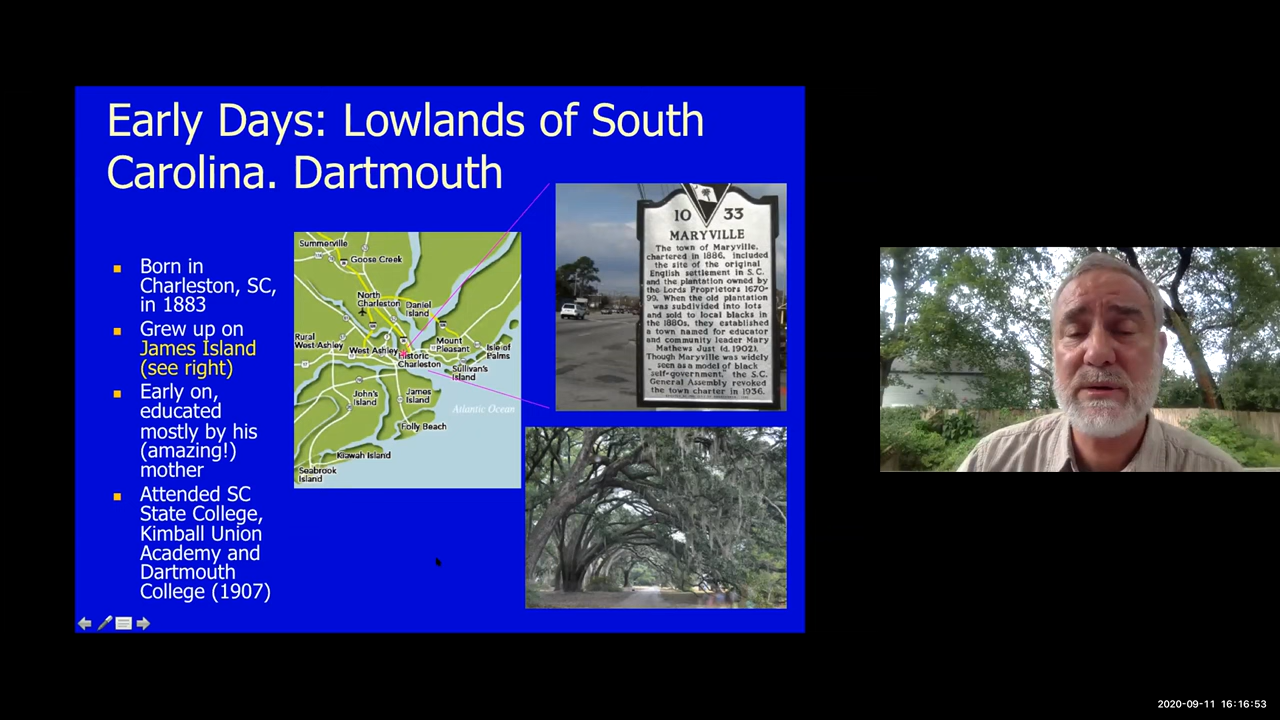 Early Days: Lowlands of South
Carolina. Dartmouth
Born in
Charleston, SC,
in 1883
Grew up on
James Island
(see right)
Early on,
educated
mostly by his
(amazing!)
mother
Attended SC
State College,
Kimball Union
Academy and
Dartmouth
College (1907)
Summerville
Goose Creek
North
Charleston
Daniel
Island
Rural
West Ashley
West Ashley
Historic
Charleston
Mount
Pleasant
Isle of
Palms
Sullivan's
Island
John's
Island
James
Island
Atlantic Ocean
Folly Beach
Kiawah Island
Seabrook
Island
10 33
MARYVILLE
The town of Maryville,
chartered in 1886, included
the site of the original
English settlement in S.C.
and the plantation owned by
the Lords Proprietors 1670-
99. When the old plantation
was subdivided into lots
and sold to local blacks in
the 1880s, they established
a town named for educator
and community leader Mary
Mathews Just (d. 1902).
Though Maryville was widely
seen as a model of black
self-government, the S.C.
General Assembly revoked
the town charter in 1936.
2020-09-11 16:16:53